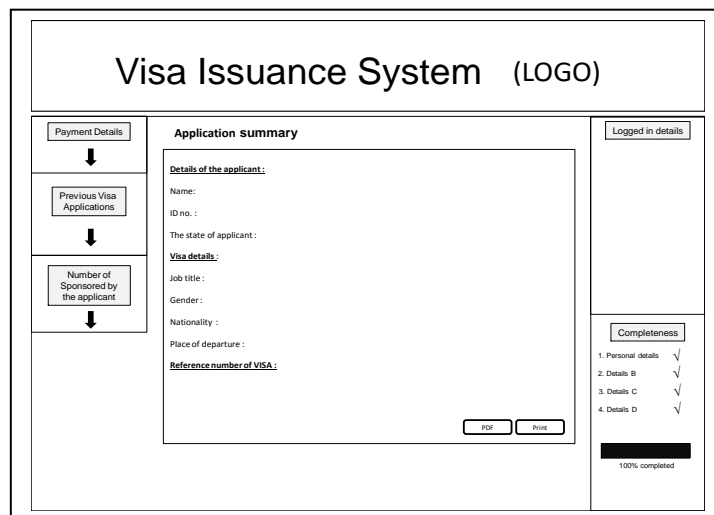 Visa Issuance System (LOGO)
Payment Details
Previous Visa
Applications
Number of
Sponsored by
the applicant
Application summary
Details of the applicant :
Name:
ID no. :
The state of applicant :
Visa details :
Job title :
Gender :
Nationality :
Place of departure :
Reference number of VISA :
PDF
Print
Logged in details
Completeness
1. Personal details √
2. Details B √
3. Details C √
4. Details D √
100% completed